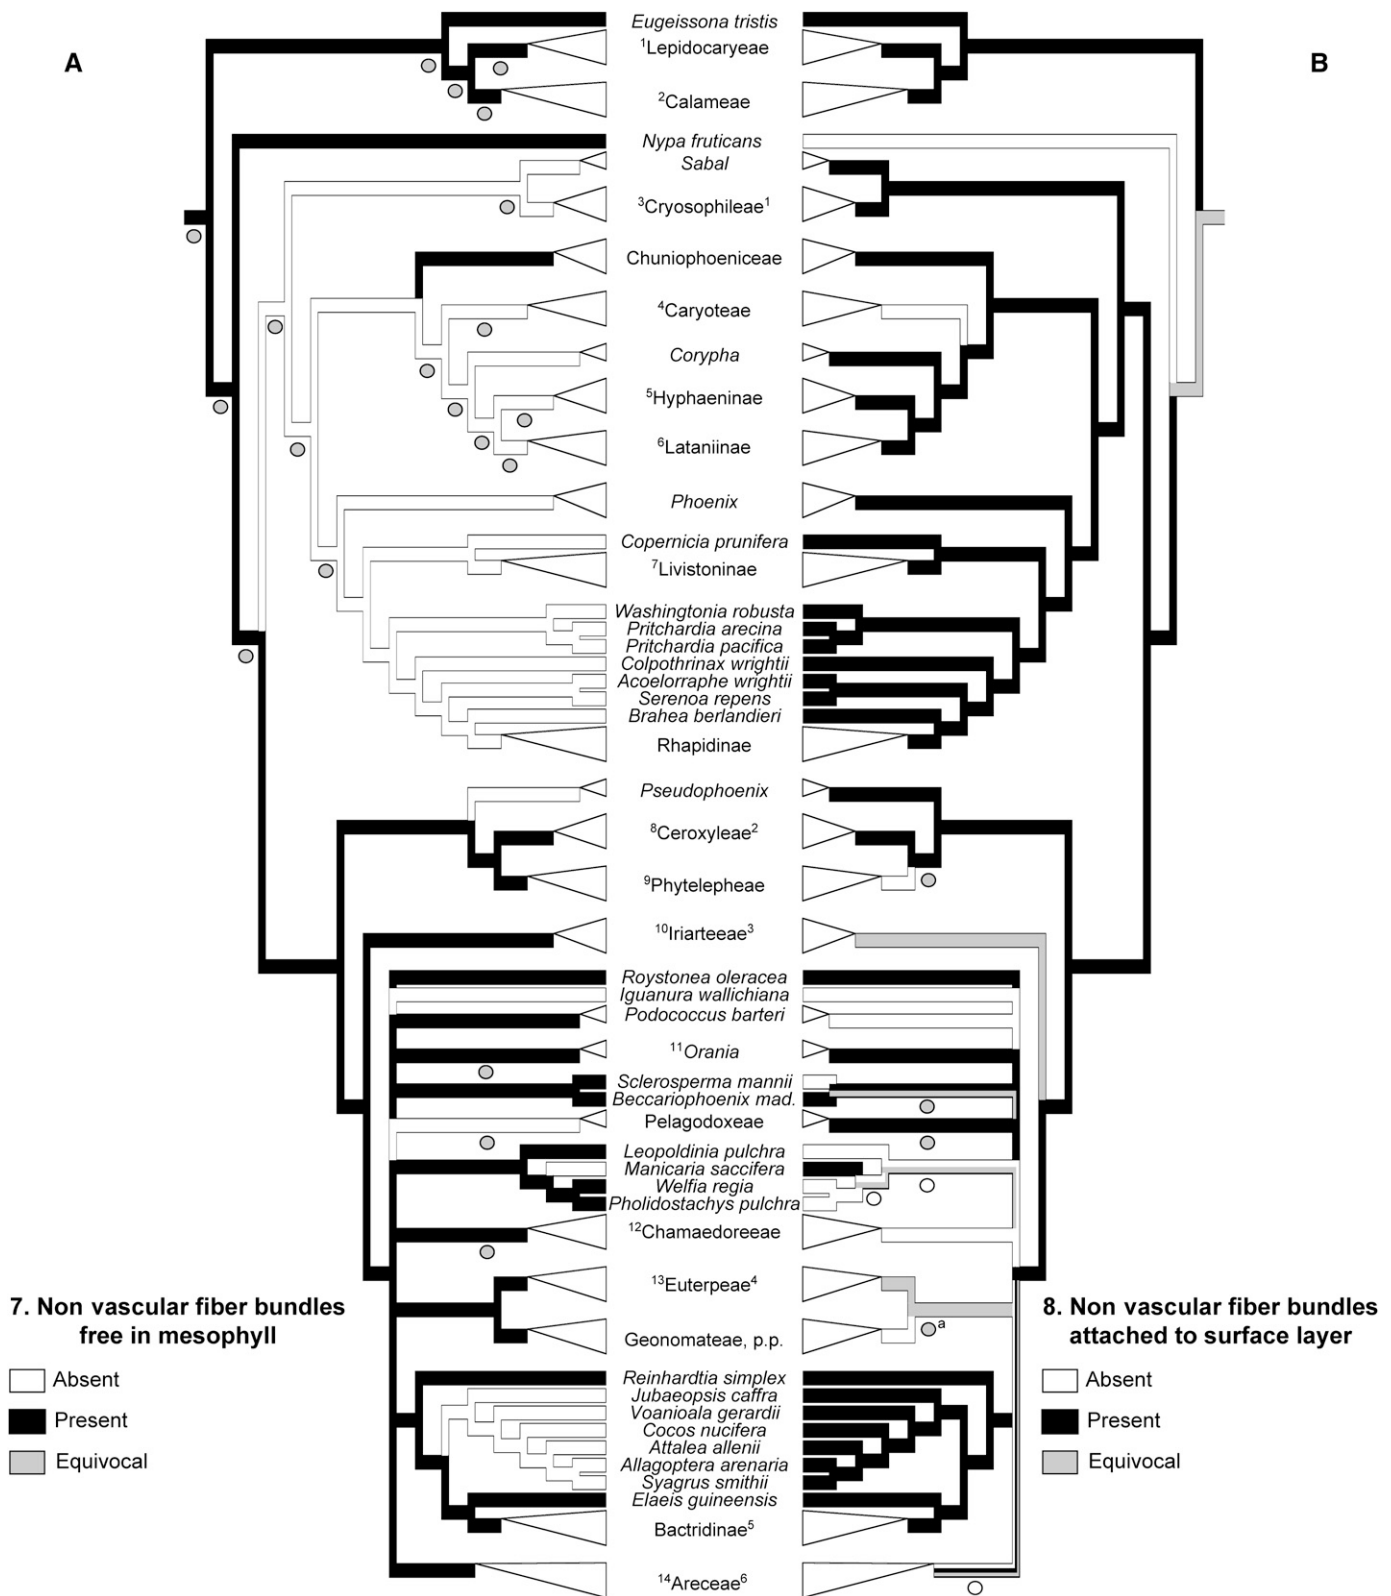 A
B
Eugeissona tristis
¹Lepidocaryeae
²Calameae
Nypa fruticans
Sabal
³Cryosophileae¹
Chuniophoeniceae
⁴Caryoteae
Corypha
⁵Hyphaeninae
⁶Lataniinae
Phoenix
Copernicia prunifera
⁷Livistoninae
Washingtonia robusta
Pritchardia arecina
Pritchardia pacifica
Colpothrinax wrightii
Acoelorraphe wrightii
Serenoa repens
Brahea berlandieri
Rhapidinae
Pseudophoenix
⁸Ceroxyleae²
⁹Phytelepheae
¹⁰Iriarteeae³
Roystonea oleracea
Iguanura wallichiana
Podococcus barteri
¹¹Orania
Sclerosperma mannii
Beccariophoenix mad.
Pelagodoxeae
Leopoldinia pulchra
Manicaria saccifera
Welfia regia
Pholidostachys pulchra
¹²Chamaedoreeae
¹³Euterpeae⁴
Geonomateae, p.p.
a
Reinhardtia simplex
Jubaeopsis caffra
Voanioala gerardii
Cocos nucifera
Attalea allenii
Allagoptera arenaria
Syagrus smithii
Elaeis guineensis
Bactridinae⁵
¹⁴Areceae⁶
7. Non vascular fiber bundles
free in mesophyll
Absent
Present
Equivocal
8. Non vascular fiber bundles
attached to surface layer
Absent
Present
Equivocal